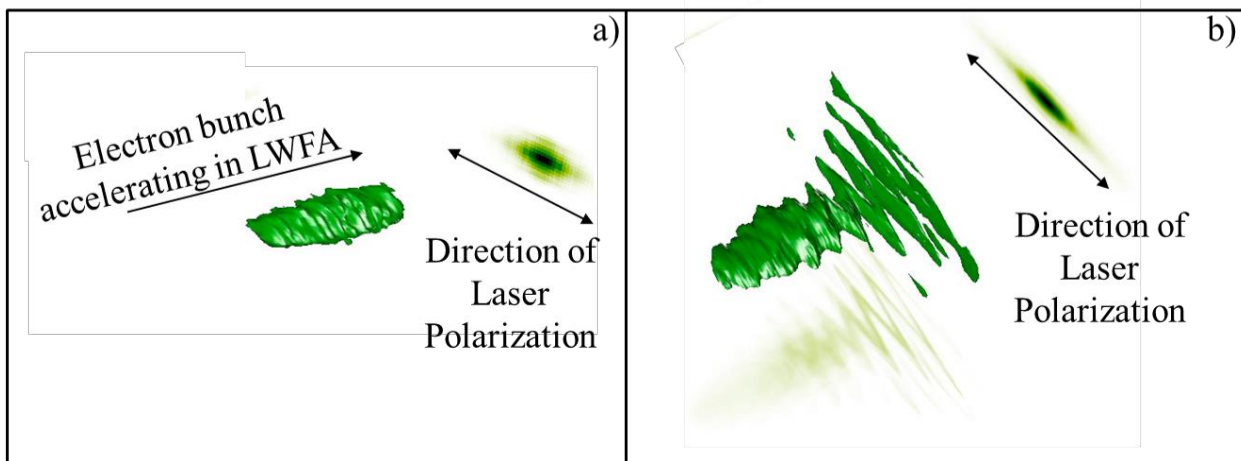 a)
Electron bunch
accelerating in LWFA
Direction of
Laser
Polarization
b)
Direction of
Laser
Polarization